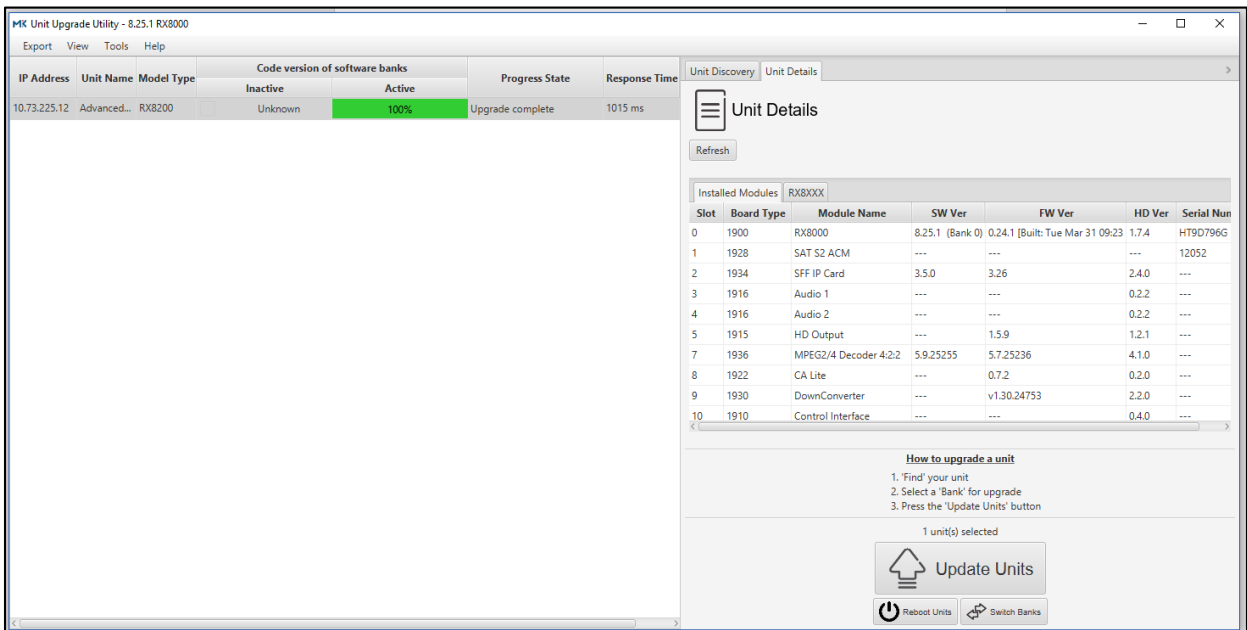 MK Unit Upgrade Utility - 8.25.1 RX8000
Export View Tools Help
IP Address Unit Name Model Type Code version of software banks Progress State Response Time
Inactive Active
10.73.225.12 Advanced... RX8200 Unknown 100% Upgrade complete 1015 ms
Unit Discovery Unit Details
Unit Details
Refresh
Installed Modules RX8XXX
Slot Board Type Module Name SW Ver FW Ver HD Ver Serial Num
0 1900 RX8000 8.25.1 (Bank 0) 0.24.1 [Built: Tue Mar 31 09:23 1.7.4 HT9D796G
1 1928 SAT S2 ACM --- --- --- 12052
2 1934 SFF IP Card 3.5.0 3.26 2.4.0 ---
3 1916 Audio 1 --- --- 0.2.2 ---
4 1916 Audio 2 --- --- 0.2.2 ---
5 1915 HD Output --- 1.5.9 1.2.1 ---
7 1936 MPEG2/4 Decoder 4:2:2 5.9.25255 5.7.25236 4.1.0 ---
8 1922 CA Lite --- 0.7.2 0.2.0 ---
9 1930 DownConverter --- v1.30.24753 2.2.0 ---
10 1910 Control Interface --- --- 0.4.0 ---
How to upgrade a unit
1. 'Find' your unit
2. Select a 'Bank' for upgrade
3. Press the 'Update Units' button
1 unit(s) selected
Update Units
Reboot Units Switch Banks